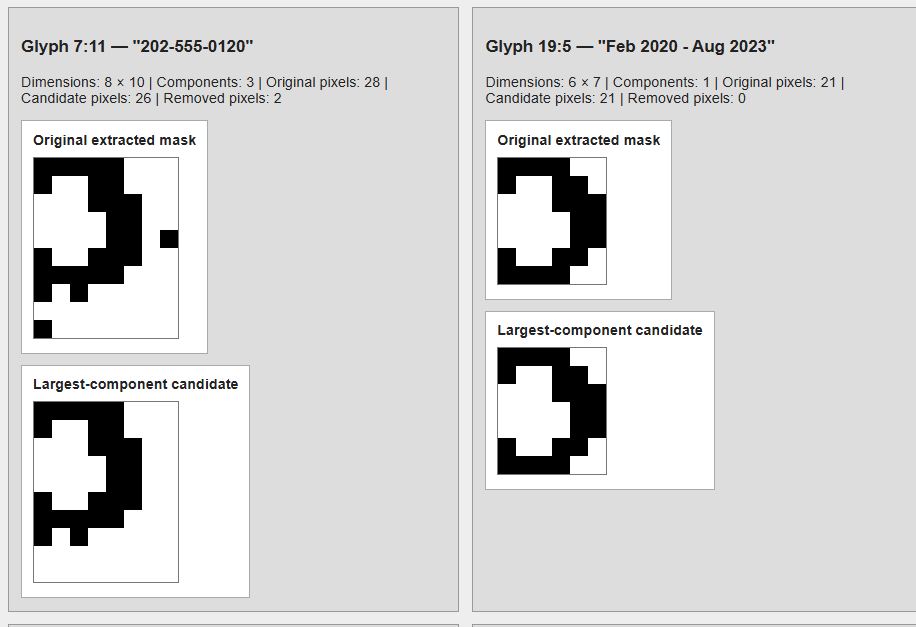 Glyph 7:11 — "202-555-0120"
Dimensions: 8 × 10 | Components: 3 | Original pixels: 28 |
Candidate pixels: 26 | Removed pixels: 2
Original extracted mask
Largest-component candidate
Glyph 19:5 — "Feb 2020 - Aug 2023"
Dimensions: 6 × 7 | Components: 1 | Original pixels: 21 |
Candidate pixels: 21 | Removed pixels: 0
Original extracted mask
Largest-component candidate